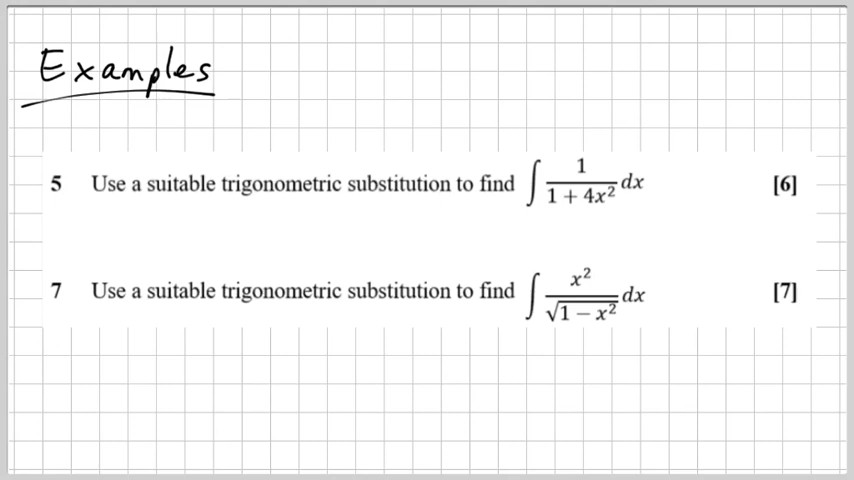 Examples
5 Use a suitable trigonometric substitution to find ∫ 1/(1 + 4x²) dx [6]
7 Use a suitable trigonometric substitution to find ∫ x²/√(1 − x²) dx [7]